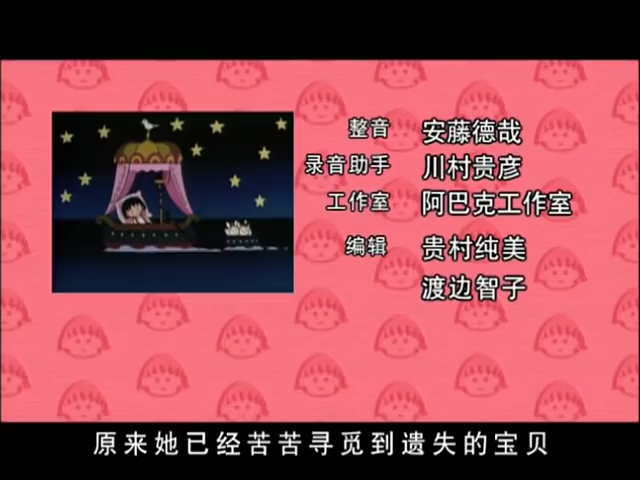 整音 安藤德哉
录音助手 川村贵彦
工作室 阿巴克工作室
编辑 贵村纯美
渡边智子
原来她已经苦苦寻觅到遗失的宝贝